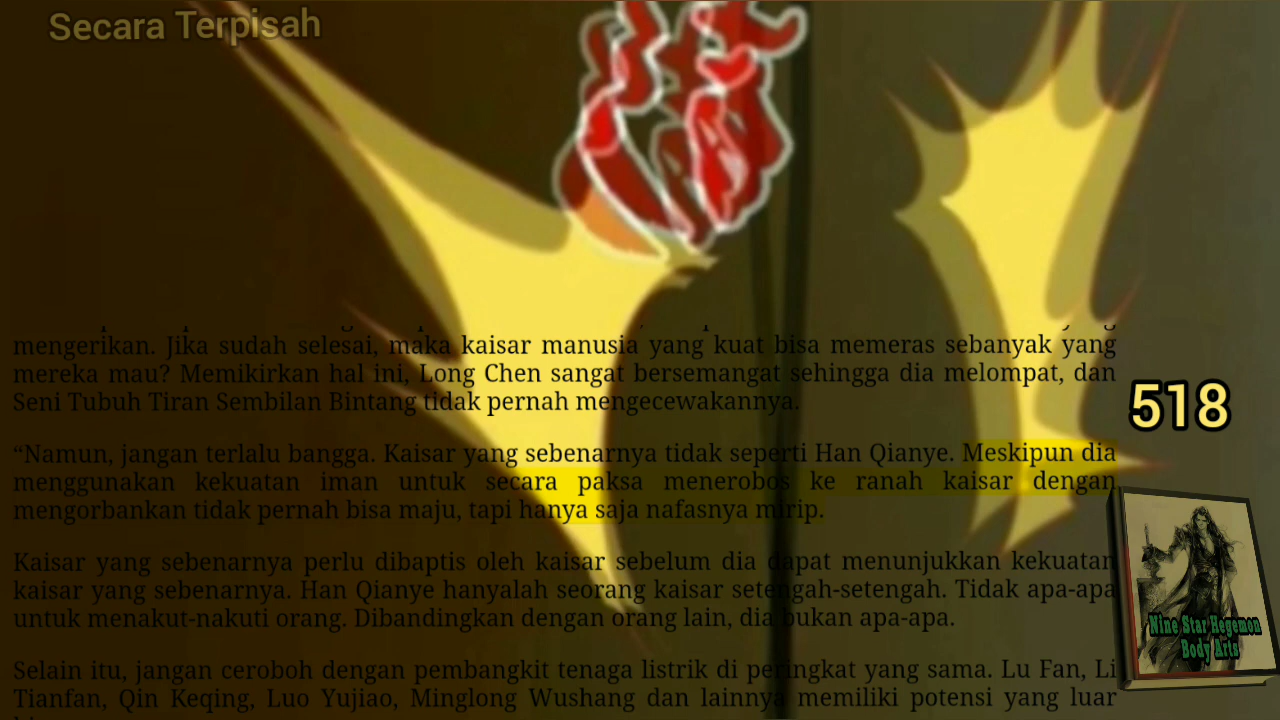 Secara Terpisah
mengerikan. Jika sudah selesai, maka kaisar manusia yang kuat bisa memeras sebanyak yang
mereka mau? Memikirkan hal ini, Long Chen sangat bersemangat sehingga dia melompat, dan
Seni Tubuh Tiran Sembilan Bintang tidak pernah mengecewakannya.
“Namun, jangan terlalu bangga. Kaisar yang sebenarnya tidak seperti Han Qianye. Meskipun dia
menggunakan kekuatan iman untuk secara paksa menerobos ke ranah kaisar dengan
mengorbankan tidak pernah bisa maju, tapi hanya saja nafasnya mirip.
Kaisar yang sebenarnya perlu dibaptis oleh kaisar sebelum dia dapat menunjukkan kekuatan
kaisar yang sebenarnya. Han Qianye hanyalah seorang kaisar setengah-setengah. Tidak apa-apa
untuk menakut-nakuti orang. Dibandingkan dengan orang lain, dia bukan apa-apa.
Selain itu, jangan ceroboh dengan pembangkit tenaga listrik di peringkat yang sama. Lu Fan, Li
Tianfan, Qin Keqing, Luo Yujiao, Minglong Wushang dan lainnya memiliki potensi yang luar
518
Nine Star Hegemon
Body Arts